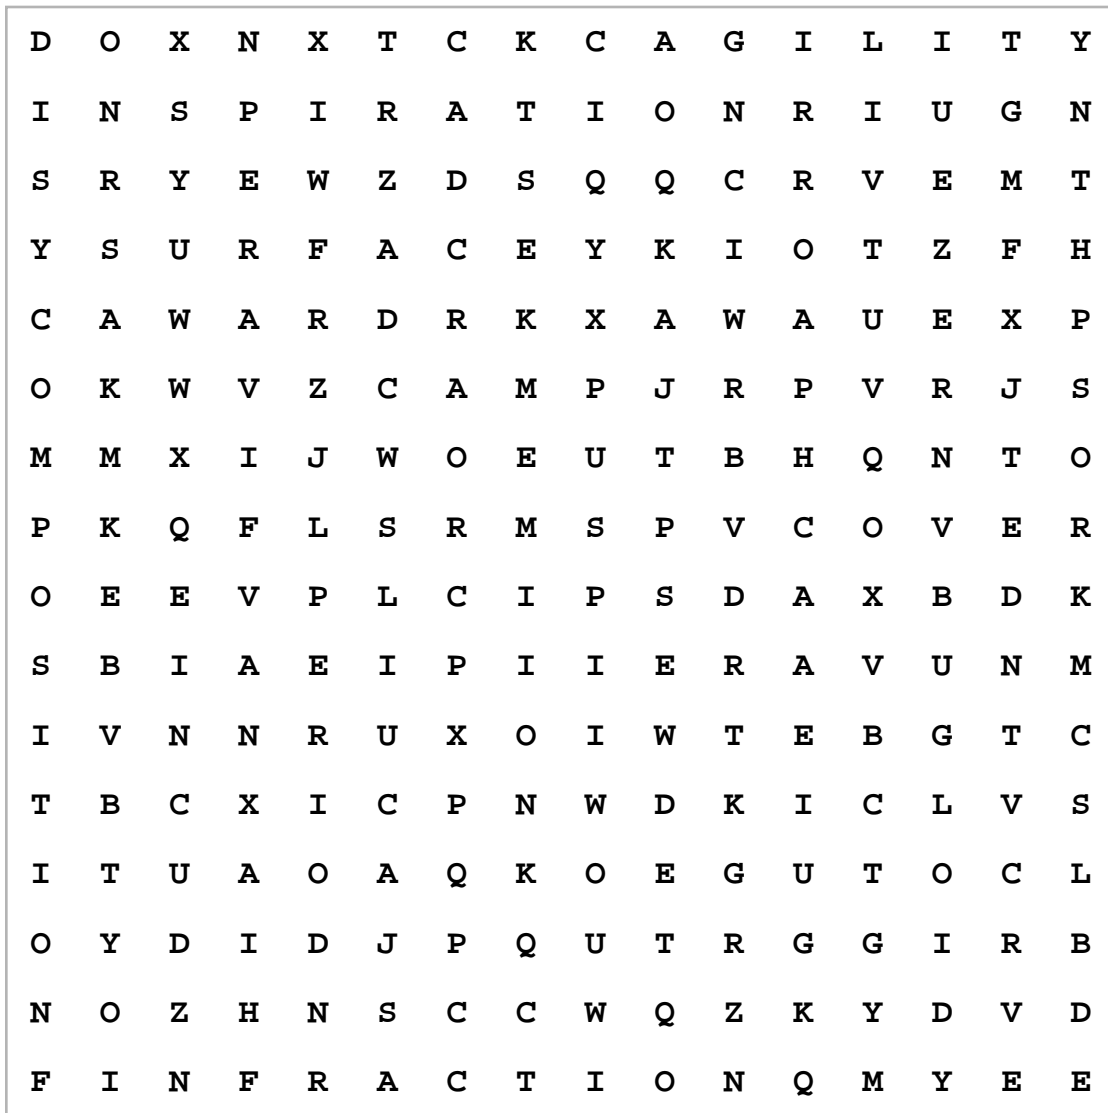 D O X N X T C K C A G I L I T Y
I N S P I R A T I O N R I U G N
S R Y E W Z D S Q Q C R V E M T
Y S U R F A C E Y K I O T Z F H
C A W A R D R K X A W A U E X P
O K W V Z C A M P J R P V R J S
M M X I J W O E U T B H Q N T O
P K Q F L S R M S P V C O V E R
O E E V P L C I P S D A X B D K
S B I A E I P I I E R A V U N M
I V N N R U X O I W T E B G T C
T B C X I C P N W D K I C L V S
I T U A O A Q K O E G U T O C L
O Y D I D J P Q U T R G G I R B
N O Z H N S C C W Q Z K Y D V D
F I N F R A C T I O N Q M Y E E